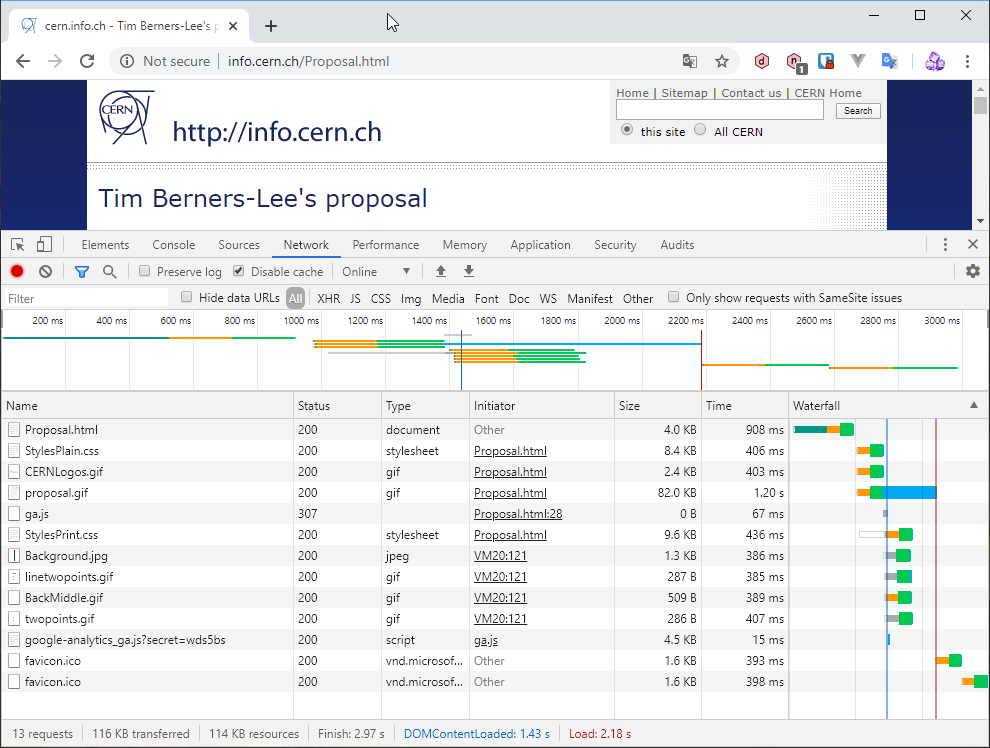 cern.info.ch - Tim Berners-Lee's p
Not secure info.cern.ch/Proposal.html 1
Home | Sitemap | Contact us | CERN Home
CERN
http://info.cern.ch
Search
this site All CERN
Tim Berners-Lee's proposal
Elements Console Sources Network Performance Memory Application Security Audits
Preserve log Disable cache Online
Filter Hide data URLs All XHR JS CSS Img Media Font Doc WS Manifest Other Only show requests with SameSite issues
200 ms 400 ms 600 ms 800 ms 1000 ms 1200 ms 1400 ms 1600 ms 1800 ms 2000 ms 2200 ms 2400 ms 2600 ms 2800 ms 3000 ms
Name Status Type Initiator Size Time Waterfall
Proposal.html 200 document Other 4.0 KB 908 ms
StylesPlain.css 200 stylesheet Proposal.html 8.4 KB 406 ms
CERNLogos.gif 200 gif Proposal.html 2.4 KB 403 ms
proposal.gif 200 gif Proposal.html 82.0 KB 1.20 s
ga.js 307 Proposal.html:28 0 B 67 ms
StylesPrint.css 200 stylesheet Proposal.html 9.6 KB 436 ms
Background.jpg 200 jpeg VM20:121 1.3 KB 386 ms
linetwopoints.gif 200 gif VM20:121 287 B 385 ms
BackMiddle.gif 200 gif VM20:121 509 B 389 ms
twopoints.gif 200 gif VM20:121 286 B 407 ms
google-analytics_ga.js?secret=wds5bs 200 script ga.js 4.5 KB 15 ms
favicon.ico 200 vnd.microsof... Other 1.6 KB 393 ms
favicon.ico 200 vnd.microsof... Other 1.6 KB 398 ms
13 requests 116 KB transferred 114 KB resources Finish: 2.97 s DOMContentLoaded: 1.43 s Load: 2.18 s